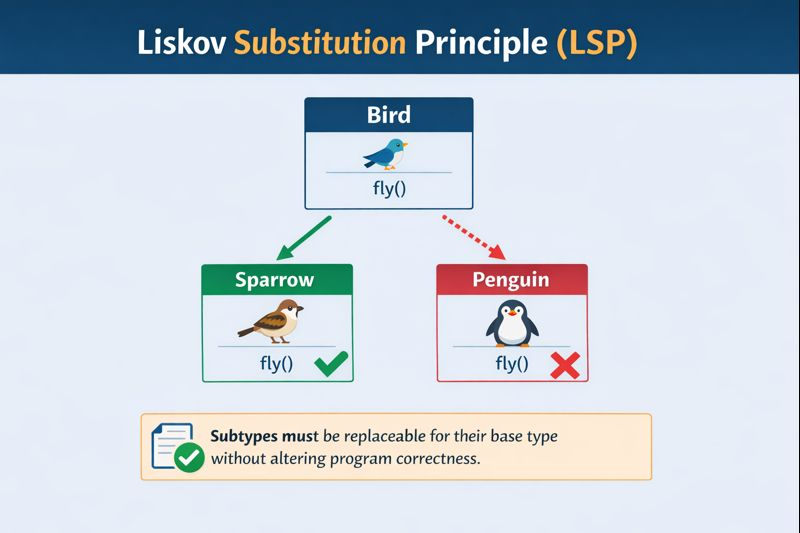 Liskov Substitution Principle (LSP)
Bird
fly()
Sparrow
fly()
Penguin
fly()
Subtypes must be replaceable for their base type
without altering program correctness.